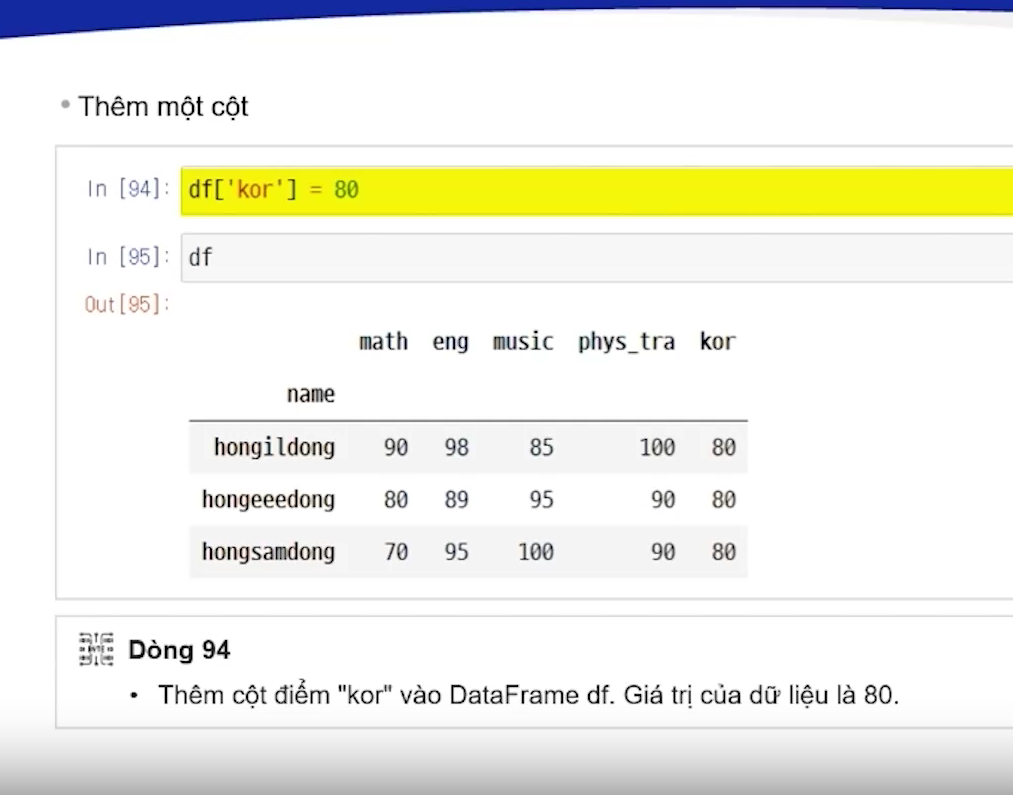 Thêm một cột
In [94]: df['kor'] = 80
In [95]: df
Out[95]:
math eng music phys_tra kor
name
hongildong 90 98 85 100 80
hongeeedong 80 89 95 90 80
hongsamdong 70 95 100 90 80
Dòng 94
• Thêm cột điểm "kor" vào DataFrame df. Giá trị của dữ liệu là 80.